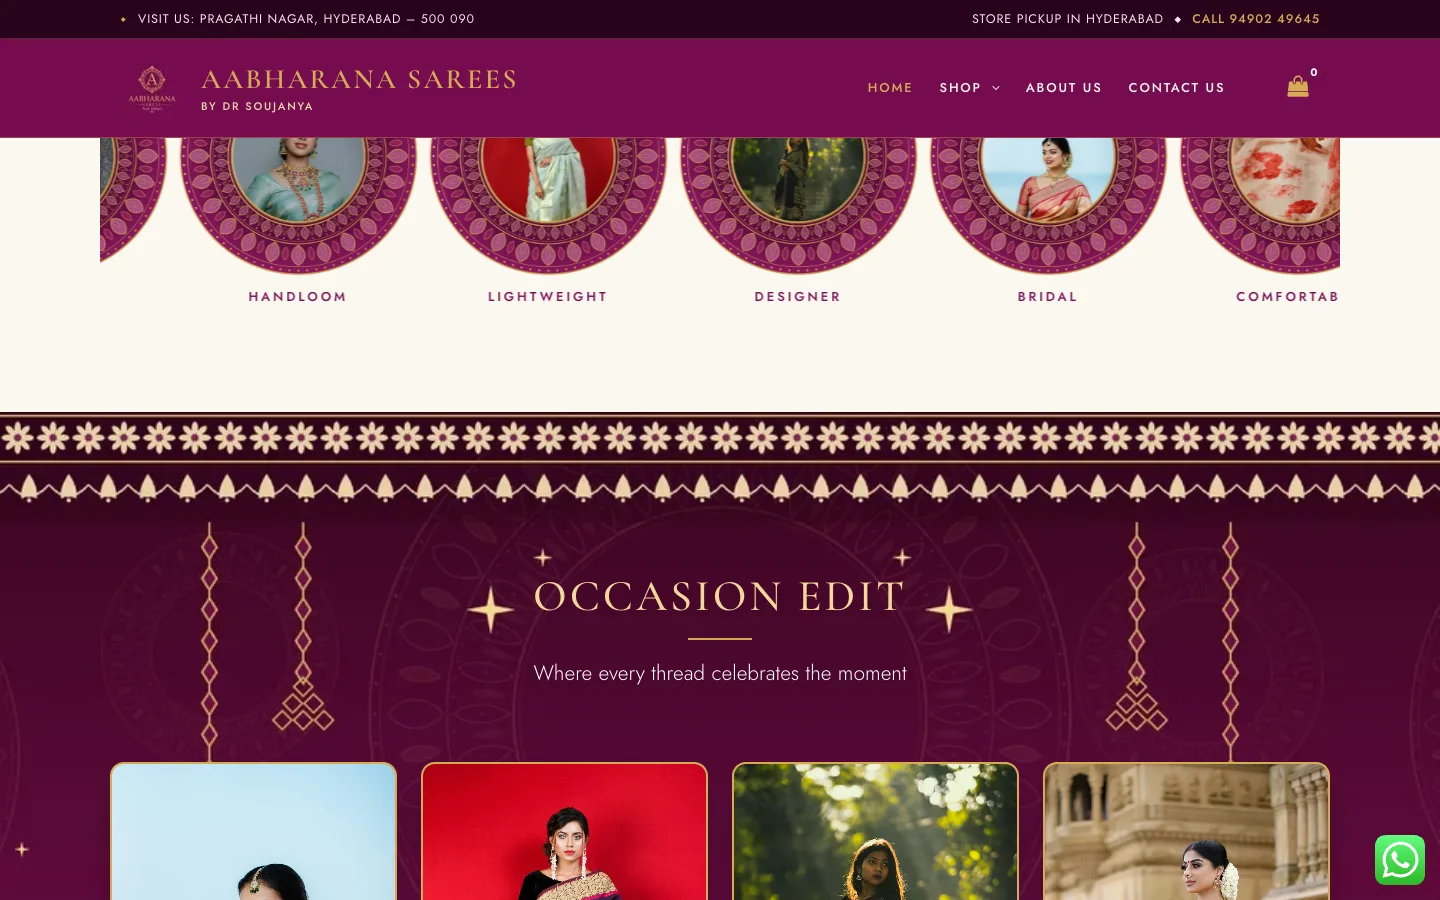 VISIT US: PRAGATHI NAGAR, HYDERABAD – 500 090
STORE PICKUP IN HYDERABAD ◆ CALL 94902 49645
A
AABHARANA
AABHARANA SAREES
BY DR SOUJANYA
HOME
SHOP
ABOUT US
CONTACT US
0
HANDLOOM
LIGHTWEIGHT
DESIGNER
BRIDAL
COMFORTAB
OCCASION EDIT
Where every thread celebrates the moment